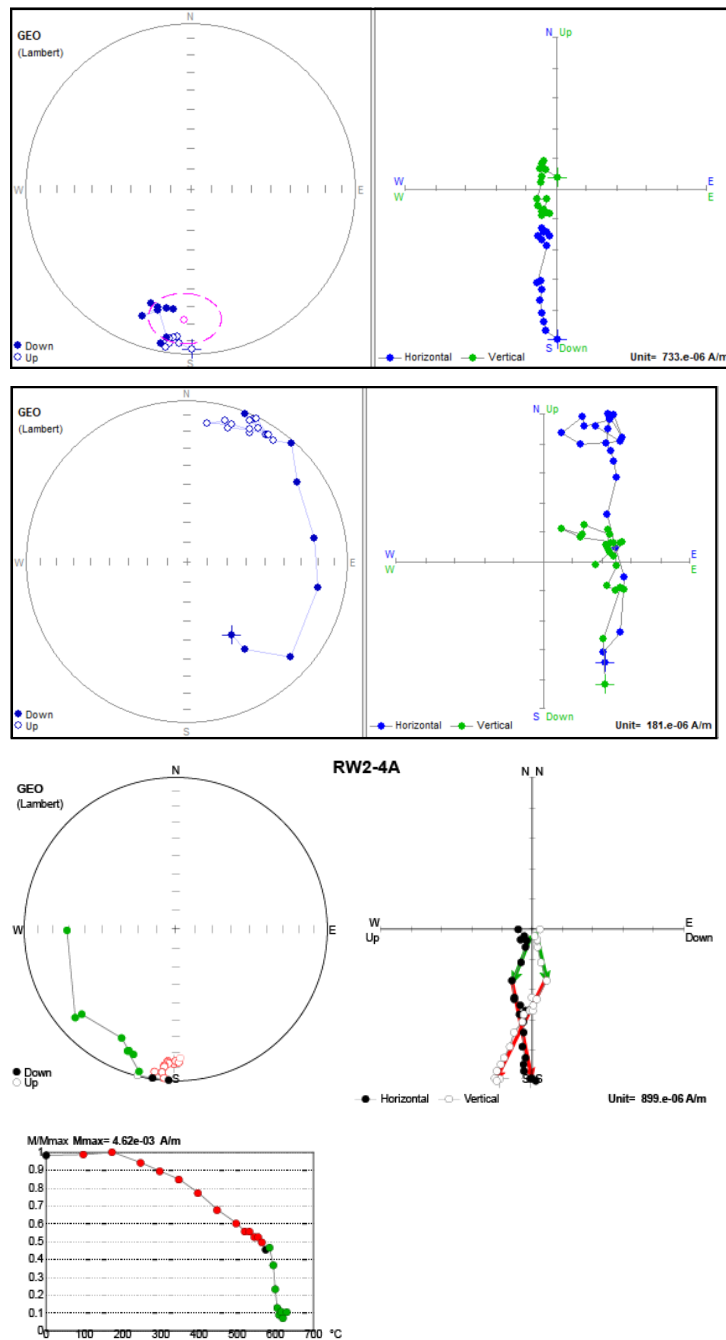 N
GEO
(Lambert)
W
E
Down
Up
S
N Up
W
E
W
E
S Down
Horizontal Vertical Unit= 733.e-06 A/m
N
GEO
(Lambert)
W
E
Down
Up
S
N Up
W
E
W
E
S Down
Horizontal Vertical Unit= 181.e-06 A/m
RW2-4A
N
GEO
(Lambert)
W
E
Down
Up
S
N N
W
E
Up
Down
S S
Horizontal Vertical Unit= 899.e-06 A/m
M/Mmax Mmax= 4.62e-03 A/m
1
0.9
0.8
0.7
0.6
0.5
0.4
0.3
0.2
0.1
0 100 200 300 400 500 600 700 °C